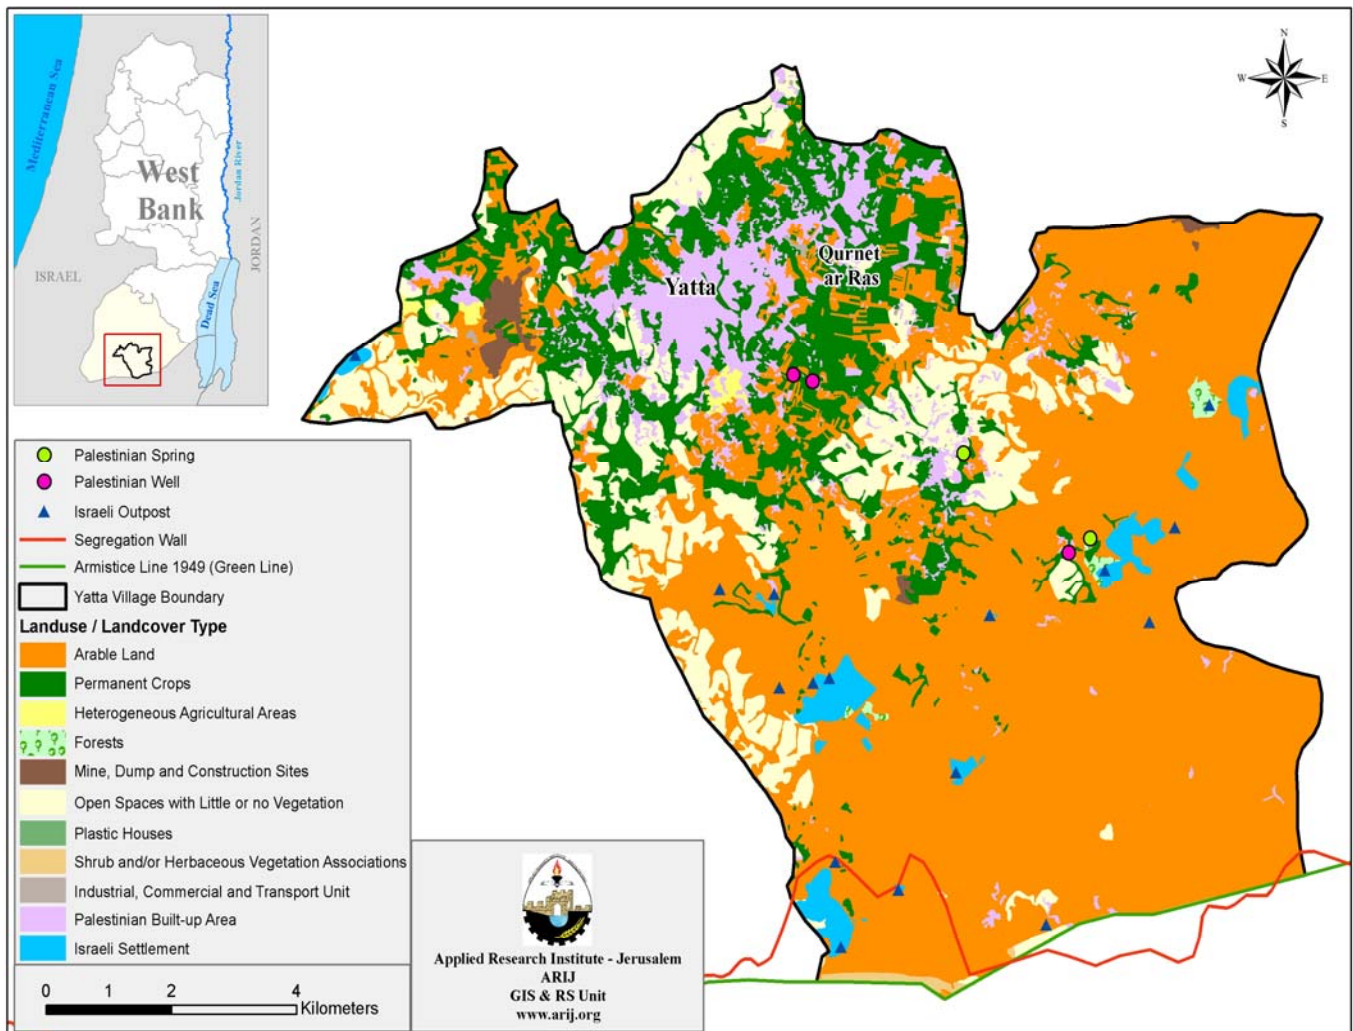 Mediterranean Sea
West
Bank
Jordan River
JORDAN
ISRAEL
Dead Sea
N
W
E
S
Yatta
Qurnet
ar Ras
Palestinian Spring
Palestinian Well
Israeli Outpost
Segregation Wall
Armistice Line 1949 (Green Line)
Yatta Village Boundary
Landuse / Landcover Type
Arable Land
Permanent Crops
Heterogeneous Agricultural Areas
Forests
Mine, Dump and Construction Sites
Open Spaces with Little or no Vegetation
Plastic Houses
Shrub and/or Herbaceous Vegetation Associations
Industrial, Commercial and Transport Unit
Palestinian Built-up Area
Israeli Settlement
0 1 2 4
Kilometers
Applied Research Institute - Jerusalem
ARIJ
GIS & RS Unit
www.arij.org